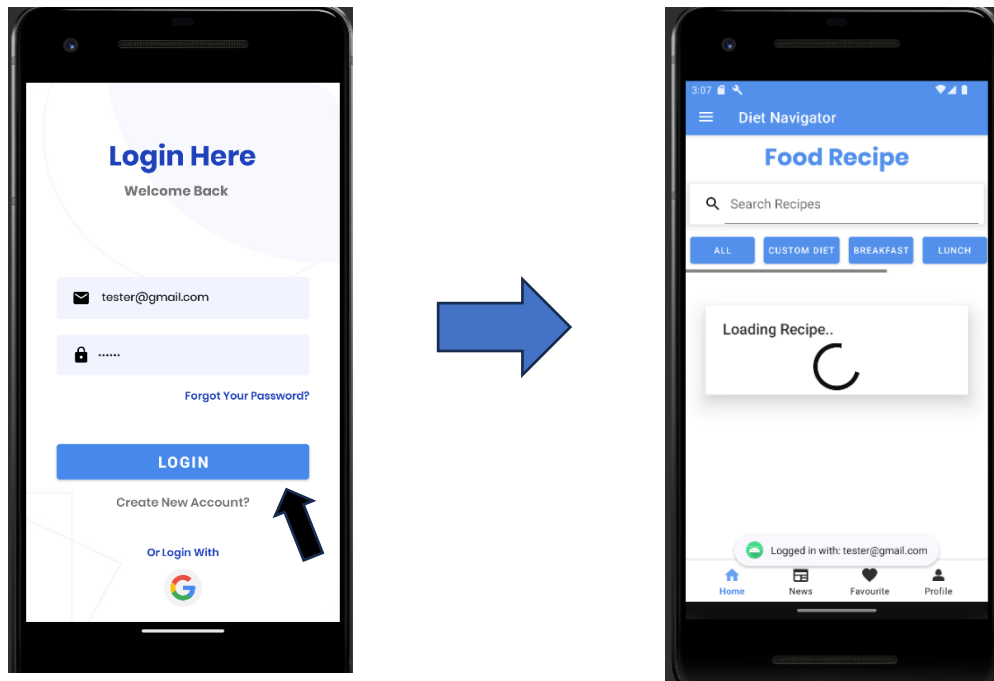 Login Here
Welcome Back
tester@gmail.com
······
Forgot Your Password?
LOGIN
Create New Account?
Or Login With
G
3:07
Diet Navigator
Food Recipe
Search Recipes
ALL CUSTOM DIET BREAKFAST LUNCH
Loading Recipe..
Logged in with: tester@gmail.com
Home News Favourite Profile